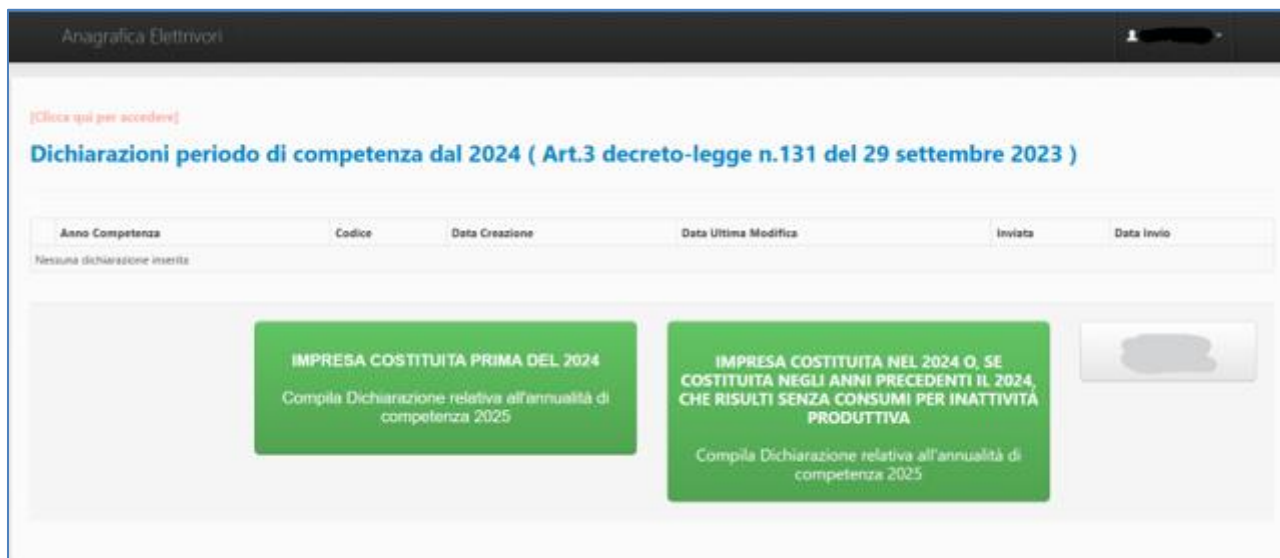 Anagrafica Elettrivori
[Clicca qui per accedere]
Dichiarazioni periodo di competenza dal 2024 ( Art.3 decreto-legge n.131 del 29 settembre 2023 )
Anno Competenza Codice Data Creazione Data Ultima Modifica Inviata Data Invio
Nessuna dichiarazione inserita
IMPRESA COSTITUITA PRIMA DEL 2024
Compila Dichiarazione relativa all'annualità di
competenza 2025
IMPRESA COSTITUITA NEL 2024 O, SE
COSTITUITA NEGLI ANNI PRECEDENTI IL 2024,
CHE RISULTI SENZA CONSUMI PER INATTIVITÀ
PRODUTTIVA
Compila Dichiarazione relativa all'annualità di
competenza 2025